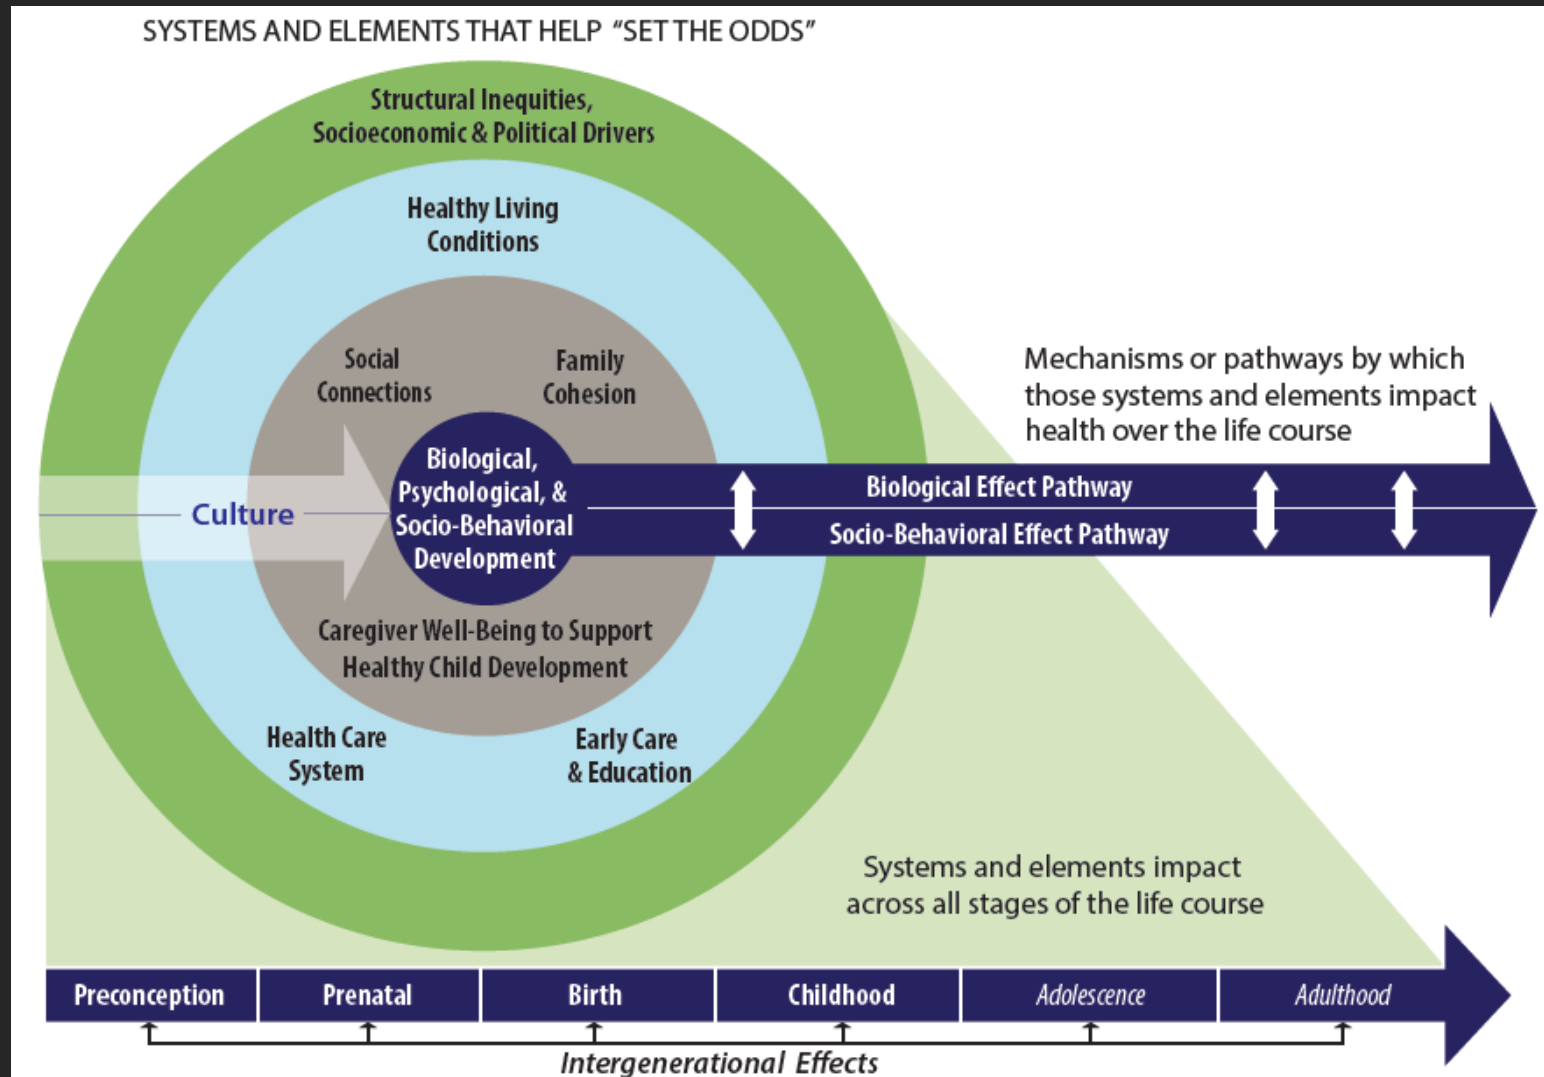 SYSTEMS AND ELEMENTS THAT HELP “SET THE ODDS”
Structural Inequities,
Socioeconomic & Political Drivers
Healthy Living
Conditions
Social
Connections
Family
Cohesion
Culture
Biological,
Psychological, &
Socio-Behavioral
Development
Caregiver Well-Being to Support
Healthy Child Development
Health Care
System
Early Care
& Education
Mechanisms or pathways by which
those systems and elements impact
health over the life course
Biological Effect Pathway
Socio-Behavioral Effect Pathway
Systems and elements impact
across all stages of the life course
Preconception
Prenatal
Birth
Childhood
Adolescence
Adulthood
Intergenerational Effects